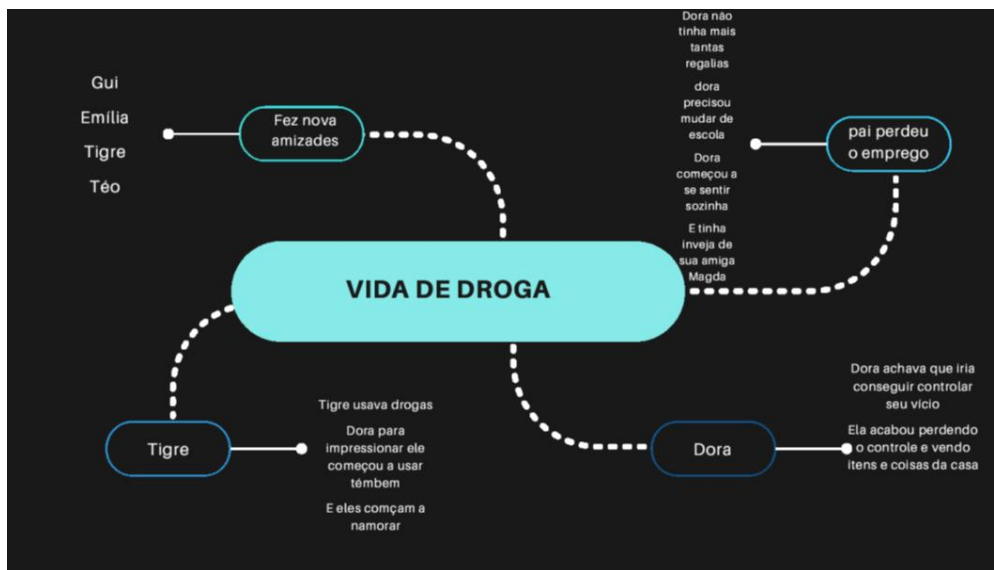 Gui
Emília
Tigre
Téo
Fez nova
amizades
Dora não
tinha mais
tantas
regalias
dora
precisou
mudar de
escola
Dora
começou a
se sentir
sozinha
E tinha
inveja de
sua amiga
Magda
pai perdeu
o emprego
VIDA DE DROGA
Tigre
Tigre usava drogas
Dora para
impressionar ele
começou a usar
témbem
E eles comçam a
namorar
Dora
Dora achava que iria
conseguir controlar
seu vício
Ela acabou perdendo
o controle e vendo
itens e coisas da casa